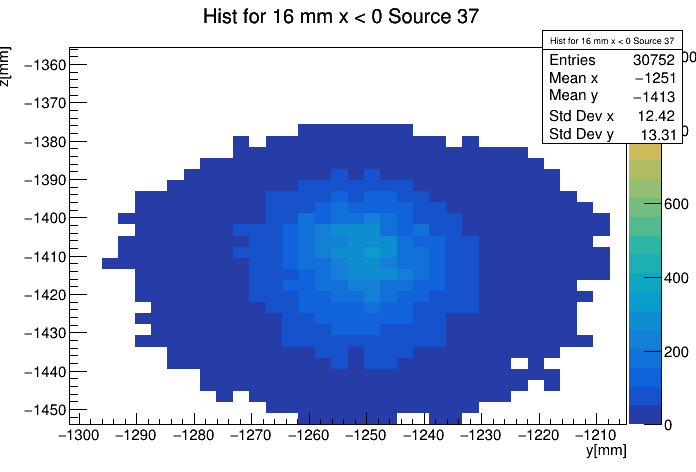 Hist for 16 mm x < 0 Source 37
Hist for 16 mm x < 0 Source 37
Entries 30752
Mean x −1251
Mean y −1413
Std Dev x 12.42
Std Dev y 13.31
z[mm]
−1360
−1370
−1380
−1390
−1400
−1410
−1420
−1430
−1440
−1450
−1300 −1290 −1280 −1270 −1260 −1250 −1240 −1230 −1220 −1210
y[mm]
600
400
200
0